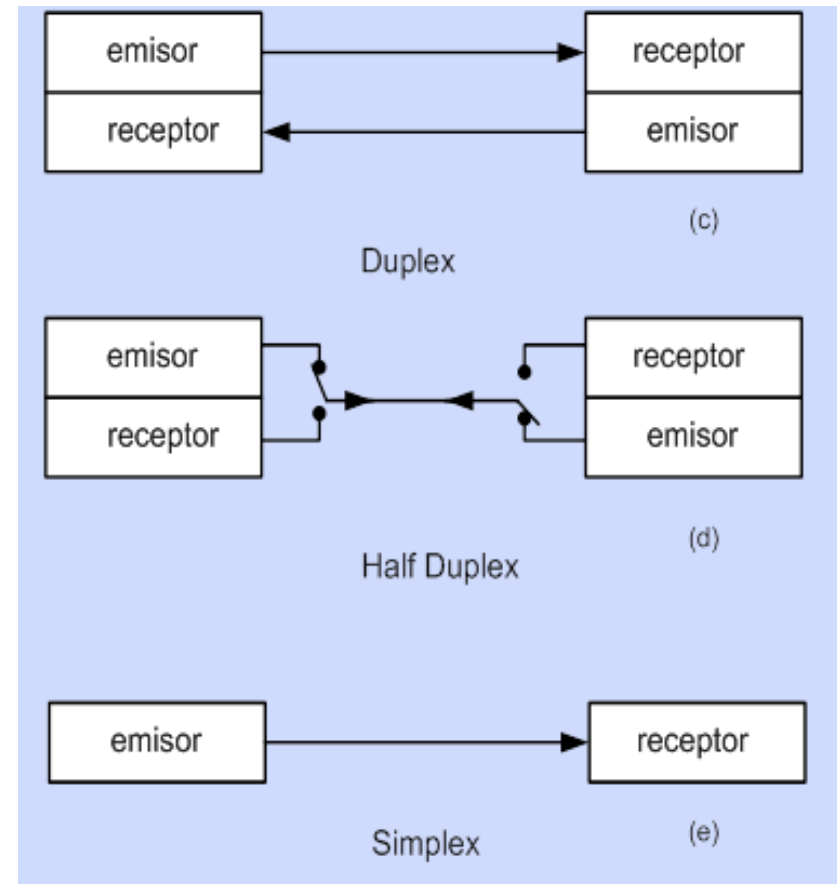 emisor
receptor
receptor
emisor
(c)
Duplex
emisor
receptor
receptor
emisor
(d)
Half Duplex
emisor
receptor
(e)
Simplex